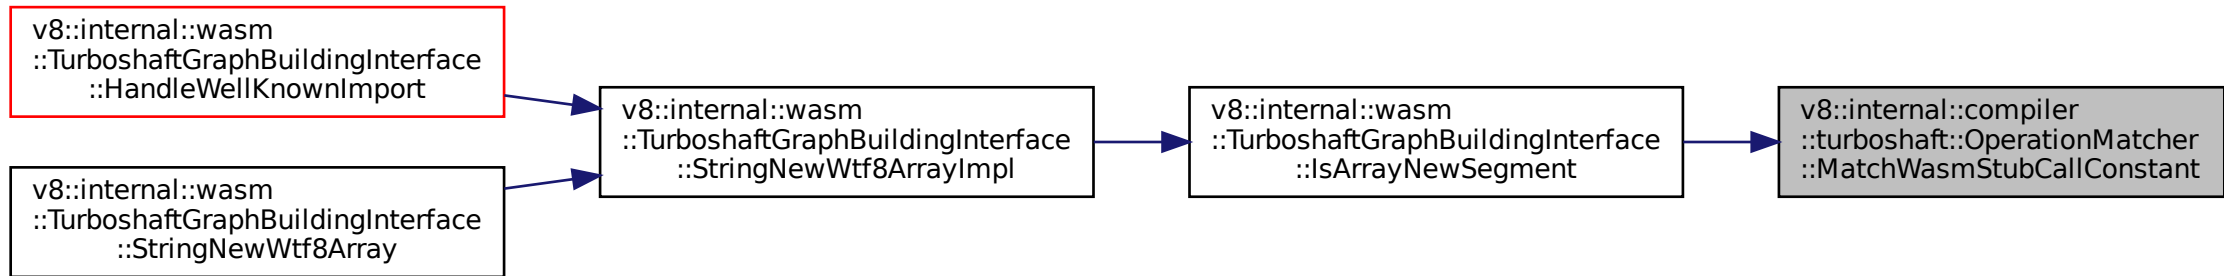 v8::internal::wasm
::TurboshaftGraphBuildingInterface
::HandleWellKnownImport
v8::internal::wasm
::TurboshaftGraphBuildingInterface
::StringNewWtf8Array
v8::internal::wasm
::TurboshaftGraphBuildingInterface
::StringNewWtf8ArrayImpl
v8::internal::wasm
::TurboshaftGraphBuildingInterface
::IsArrayNewSegment
v8::internal::compiler
::turboshaft::OperationMatcher
::MatchWasmStubCallConstant